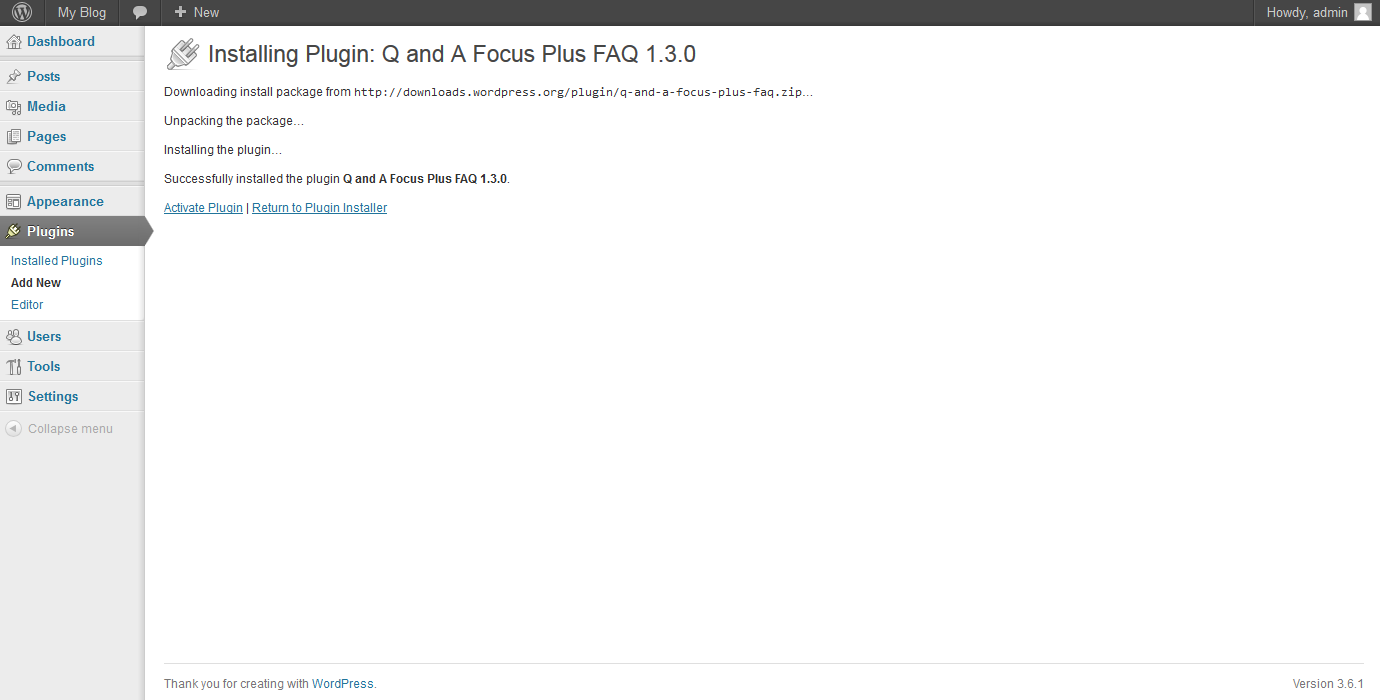 My Blog New Howdy, admin
Dashboard
Posts
Media
Pages
Comments
Appearance
Plugins
Installed Plugins
Add New
Editor
Users
Tools
Settings
Collapse menu
Installing Plugin: Q and A Focus Plus FAQ 1.3.0
Downloading install package from http://downloads.wordpress.org/plugin/q-and-a-focus-plus-faq.zip…
Unpacking the package…
Installing the plugin…
Successfully installed the plugin Q and A Focus Plus FAQ 1.3.0.
Activate Plugin | Return to Plugin Installer
Thank you for creating with WordPress. Version 3.6.1